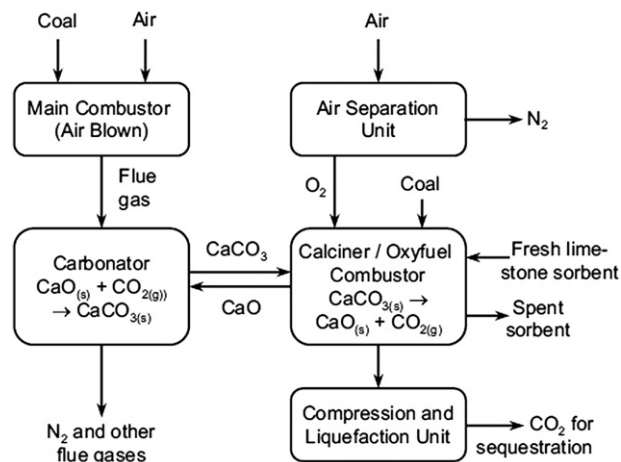 Coal
Air
Air
Main Combustor
(Air Blown)
Air Separation
Unit
N2
Flue
gas
O2
Coal
Carbonator
CaO(s) + CO2(g))
→ CaCO3(s)
CaCO3
CaO
Calciner / Oxyfuel
Combustor
CaCO3(s) →
CaO(s) + CO2(g)
Fresh lime-
stone sorbent
Spent
sorbent
N2 and other
flue gases
Compression and
Liquefaction Unit
CO2 for
sequestration